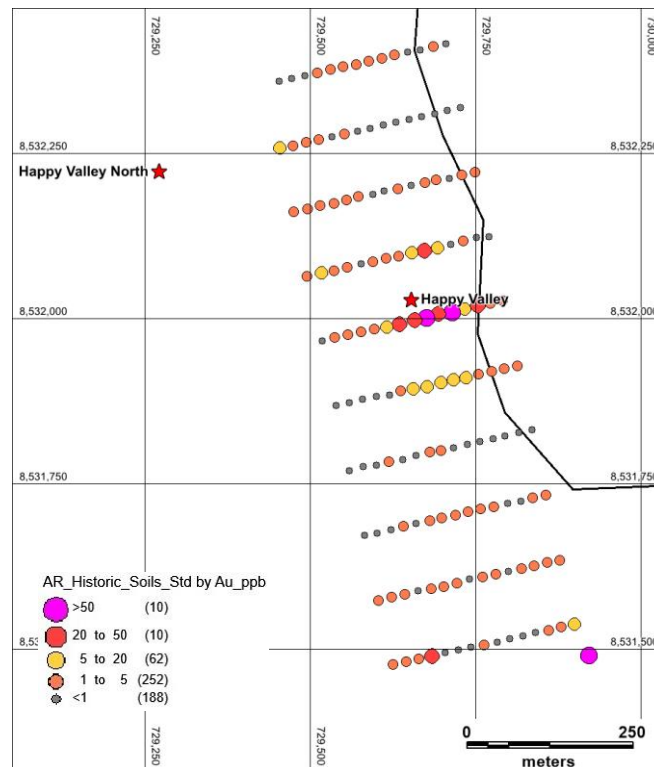 729,250
729,500
729,750
730,000
8,532,250
8,532,250
Happy Valley North
Happy Valley
8,532,000
8,532,000
8,531,750
8,531,750
AR_Historic_Soils_Std by Au_ppb
>50 (10)
20 to 50 (10)
5 to 20 (62)
1 to 5 (252)
<1 (188)
8,531,500
729,250
729,500
0 250
meters